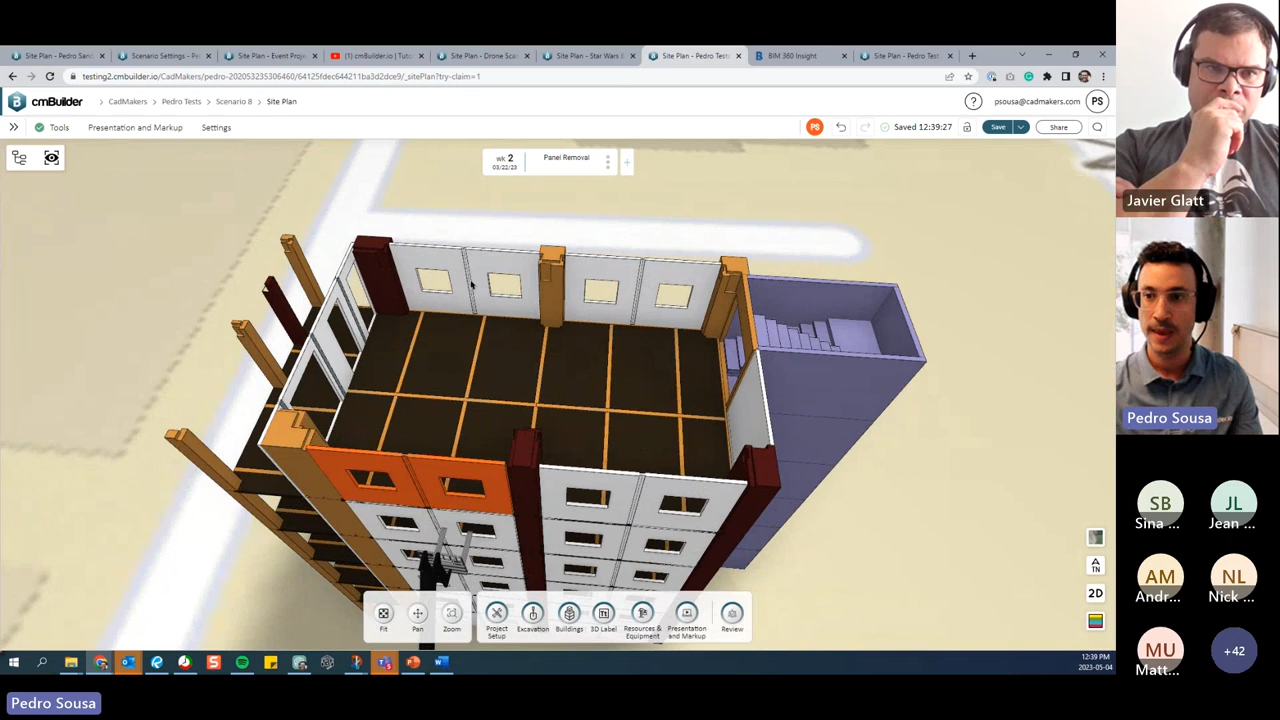 Site Plan - Pedro San
Scenario Settings - Pe
Site Plan - Event Proje
(1) cmBuilder.io | Tuto
Site Plan - Drone Sca
Site Plan - Star Wars
Site Plan - Pedro Test
BIM 360 Insight
Site Plan - Pedro Test
testing2.cmbuilder.io/CadMakers/pedro-202053235306460/64125fdec644211ba3d2dce9/_sitePlan?try-claim=1
cmBuilder
CadMakers
Pedro Tests
Scenario 8
Site Plan
?
psousa@cadmakers.com
PS
Tools
Presentation and Markup
Settings
PS
Saved 12:39:27
Save
Share
wk 2
03/22/23
Panel Removal
+
Javier Glatt
Pedro Sousa
SB
Sina ...
JL
Jean ...
AM
Andr...
NL
Nick ...
MU
Matt...
+42
2D
Fit
Pan
Zoom
Project
Setup
Excavation
Buildings
3D Label
Resources &
Equipment
Presentation
and Markup
Review
12:39 PM
2023-05-04
Pedro Sousa